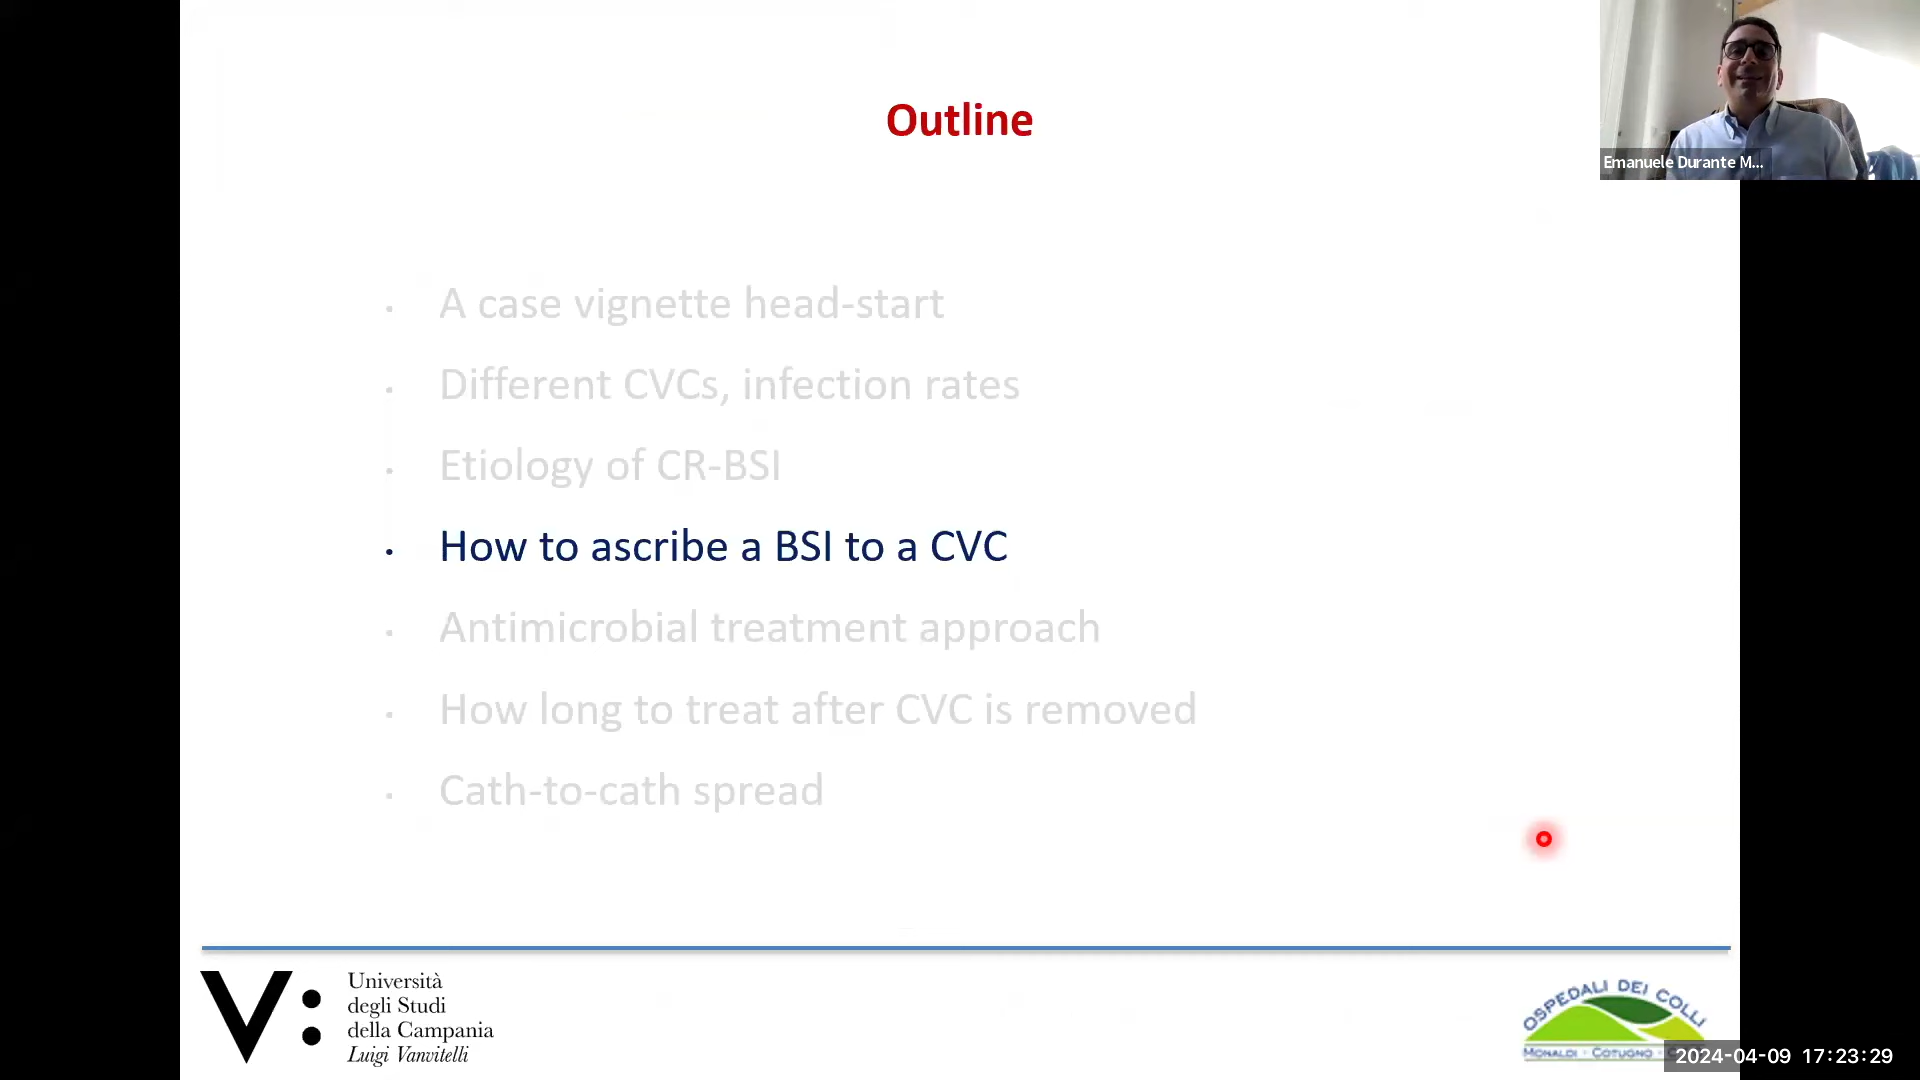 Outline
Emanuele Durante M...
A case vignette head-start
Different CVCs, infection rates
Etiology of CR-BSI
How to ascribe a BSI to a CVC
Antimicrobial treatment approach
How long to treat after CVC is removed
Cath-to-cath spread
V:
Università
degli Studi
della Campania
Luigi Vanvitelli
OSPEDALI DEI COLLI
MONALDI - COTUGNO -
2024-04-09 17:23:29